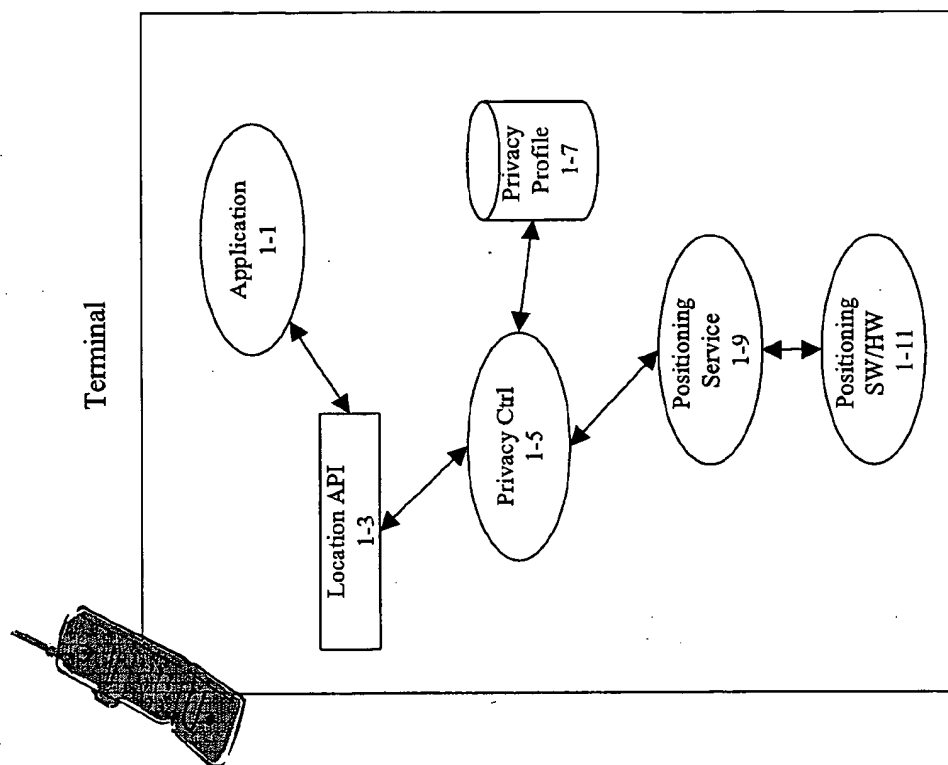 Terminal
Application
1-1
Location API
1-3
Privacy
Profile
1-7
Privacy Ctrl
1-5
Positioning
Service
1-9
Positioning
SW/HW
1-11